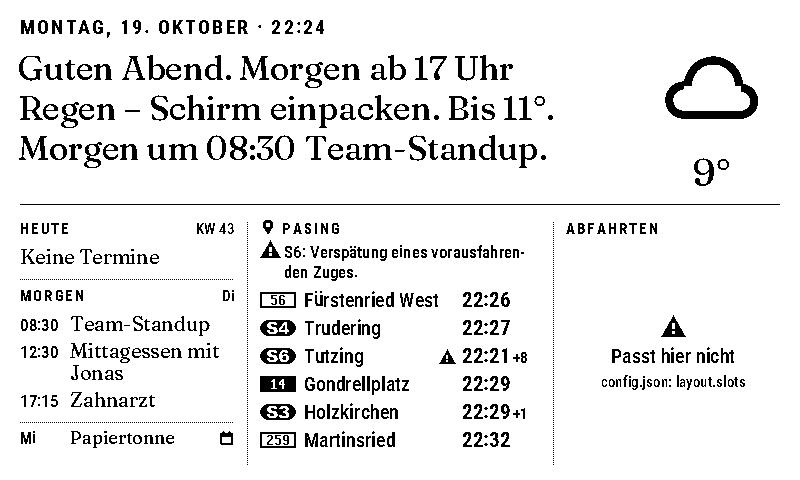 MONTAG, 19. OKTOBER · 22:24
Guten Abend. Morgen ab 17 Uhr
Regen – Schirm einpacken. Bis 11°.
Morgen um 08:30 Team-Standup.
9°
HEUTE KW 43
Keine Termine
MORGEN Di
08:30 Team-Standup
12:30 Mittagessen mit
Jonas
17:15 Zahnarzt
Mi Papiertonne
PASING
S6: Verspätung eines vorausfahren-
den Zuges.
56 Fürstenried West 22:26
S4 Trudering 22:27
S6 Tutzing 22:21 +8
14 Gondrellplatz 22:29
S3 Holzkirchen 22:29 +1
259 Martinsried 22:32
ABFAHRTEN
Passt hier nicht
config.json: layout.slots